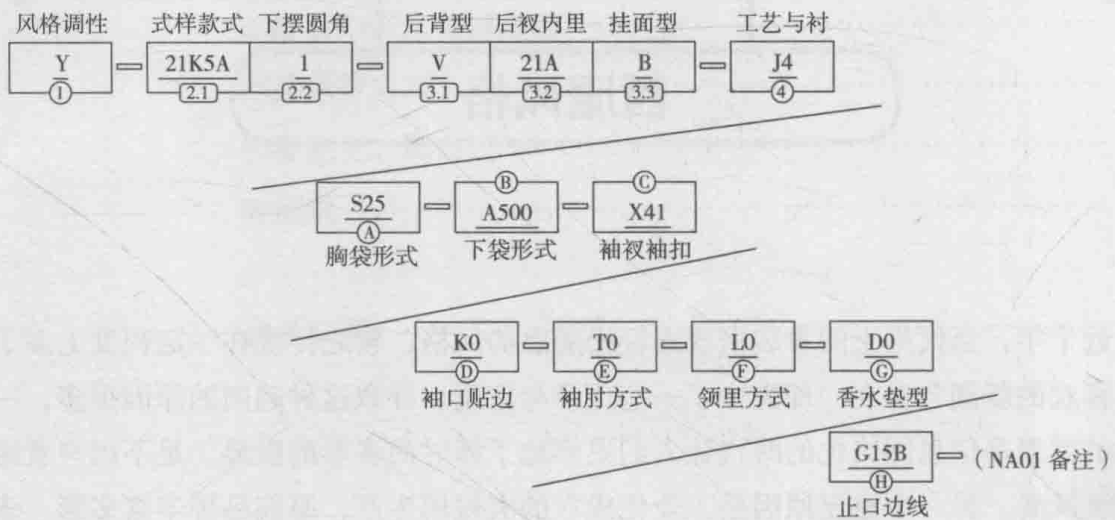 风格调性 式样款式 下摆圆角 后背型 后衩内里 挂面型 工艺与衬
Y 21K5A 1 V 21A B J4
① 2.1 2.2 3.1 3.2 3.3 ④
Ⓑ Ⓒ
S25 A500 X41
Ⓐ
胸袋形式 下袋形式 袖衩袖扣
K0 T0 L0 D0
Ⓓ Ⓔ Ⓕ Ⓖ
袖口贴边 袖肘方式 领里方式 香水垫型
G15B (NA01 备注)
Ⓗ
止口边线